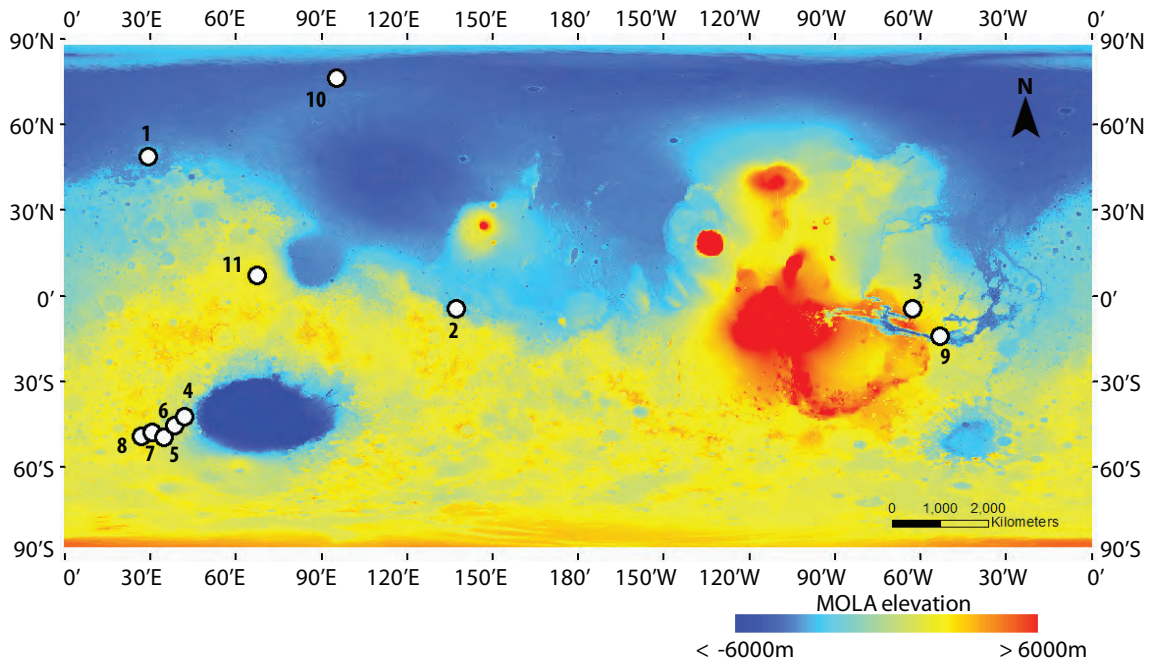 0′ 30′E 60′E 90′E 120′E 150′E 180′ 150′W 120′W 90′W 60′W 30′W 0′
90′N 90′N
10
N
60′N 60′N
1
30′N 30′N
11
3
0′ 0′
2
9
30′S 30′S
4
6
8 7 5
60′S 60′S
0 1,000 2,000
Kilometers
90′S 90′S
0′ 30′E 60′E 90′E 120′E 150′E 180′ 150′W 120′W 90′W 60′W 30′W 0′
MOLA elevation
< -6000m > 6000m